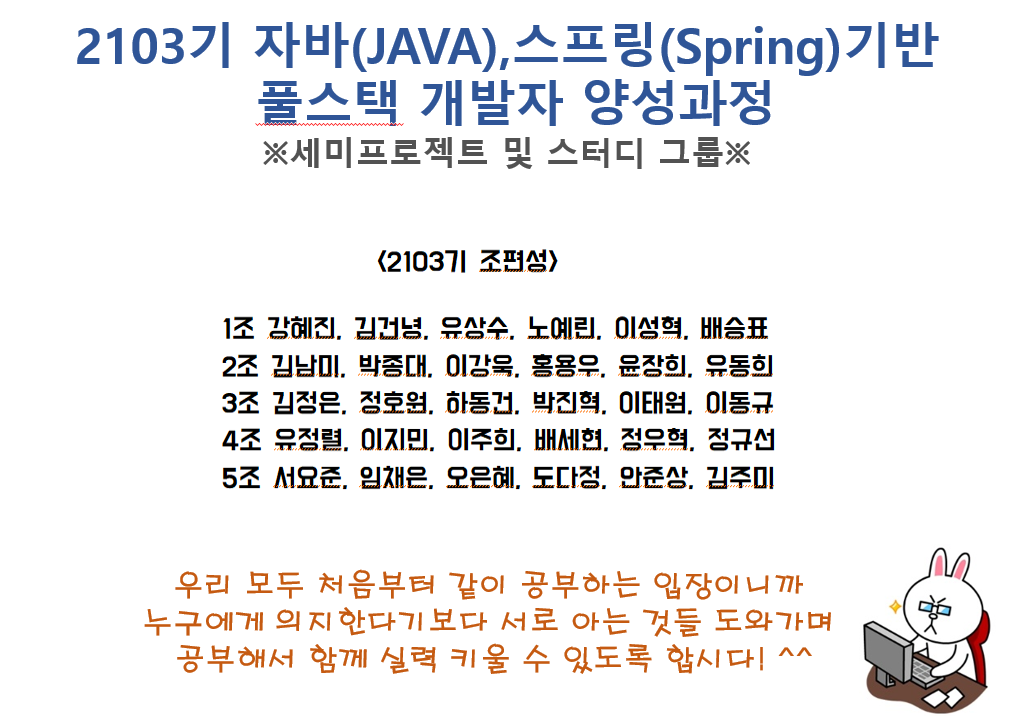 2103기 자바(JAVA),스프링(Spring)기반
풀스택 개발자 양성과정
※세미프로젝트 및 스터디 그룹※
<2103기 조편성>
1조 강혜진, 김건녕, 유상수, 노예린, 이성혁, 배승표
2조 김남미, 박종대, 이강욱, 홍용우, 윤장희, 유동희
3조 김정은, 정호원, 하동건, 박진혁, 이태원, 이동규
4조 유정렬, 이지민, 이주희, 배세현, 정우혁, 정규선
5조 서요준, 임채은, 오은혜, 도다정, 안준상, 김주미
우리 모두 처음부터 같이 공부하는 입장이니까
누구에게 의지한다기보다 서로 아는 것들 도와가며
공부해서 함께 실력 키울 수 있도록 합시다! ^^